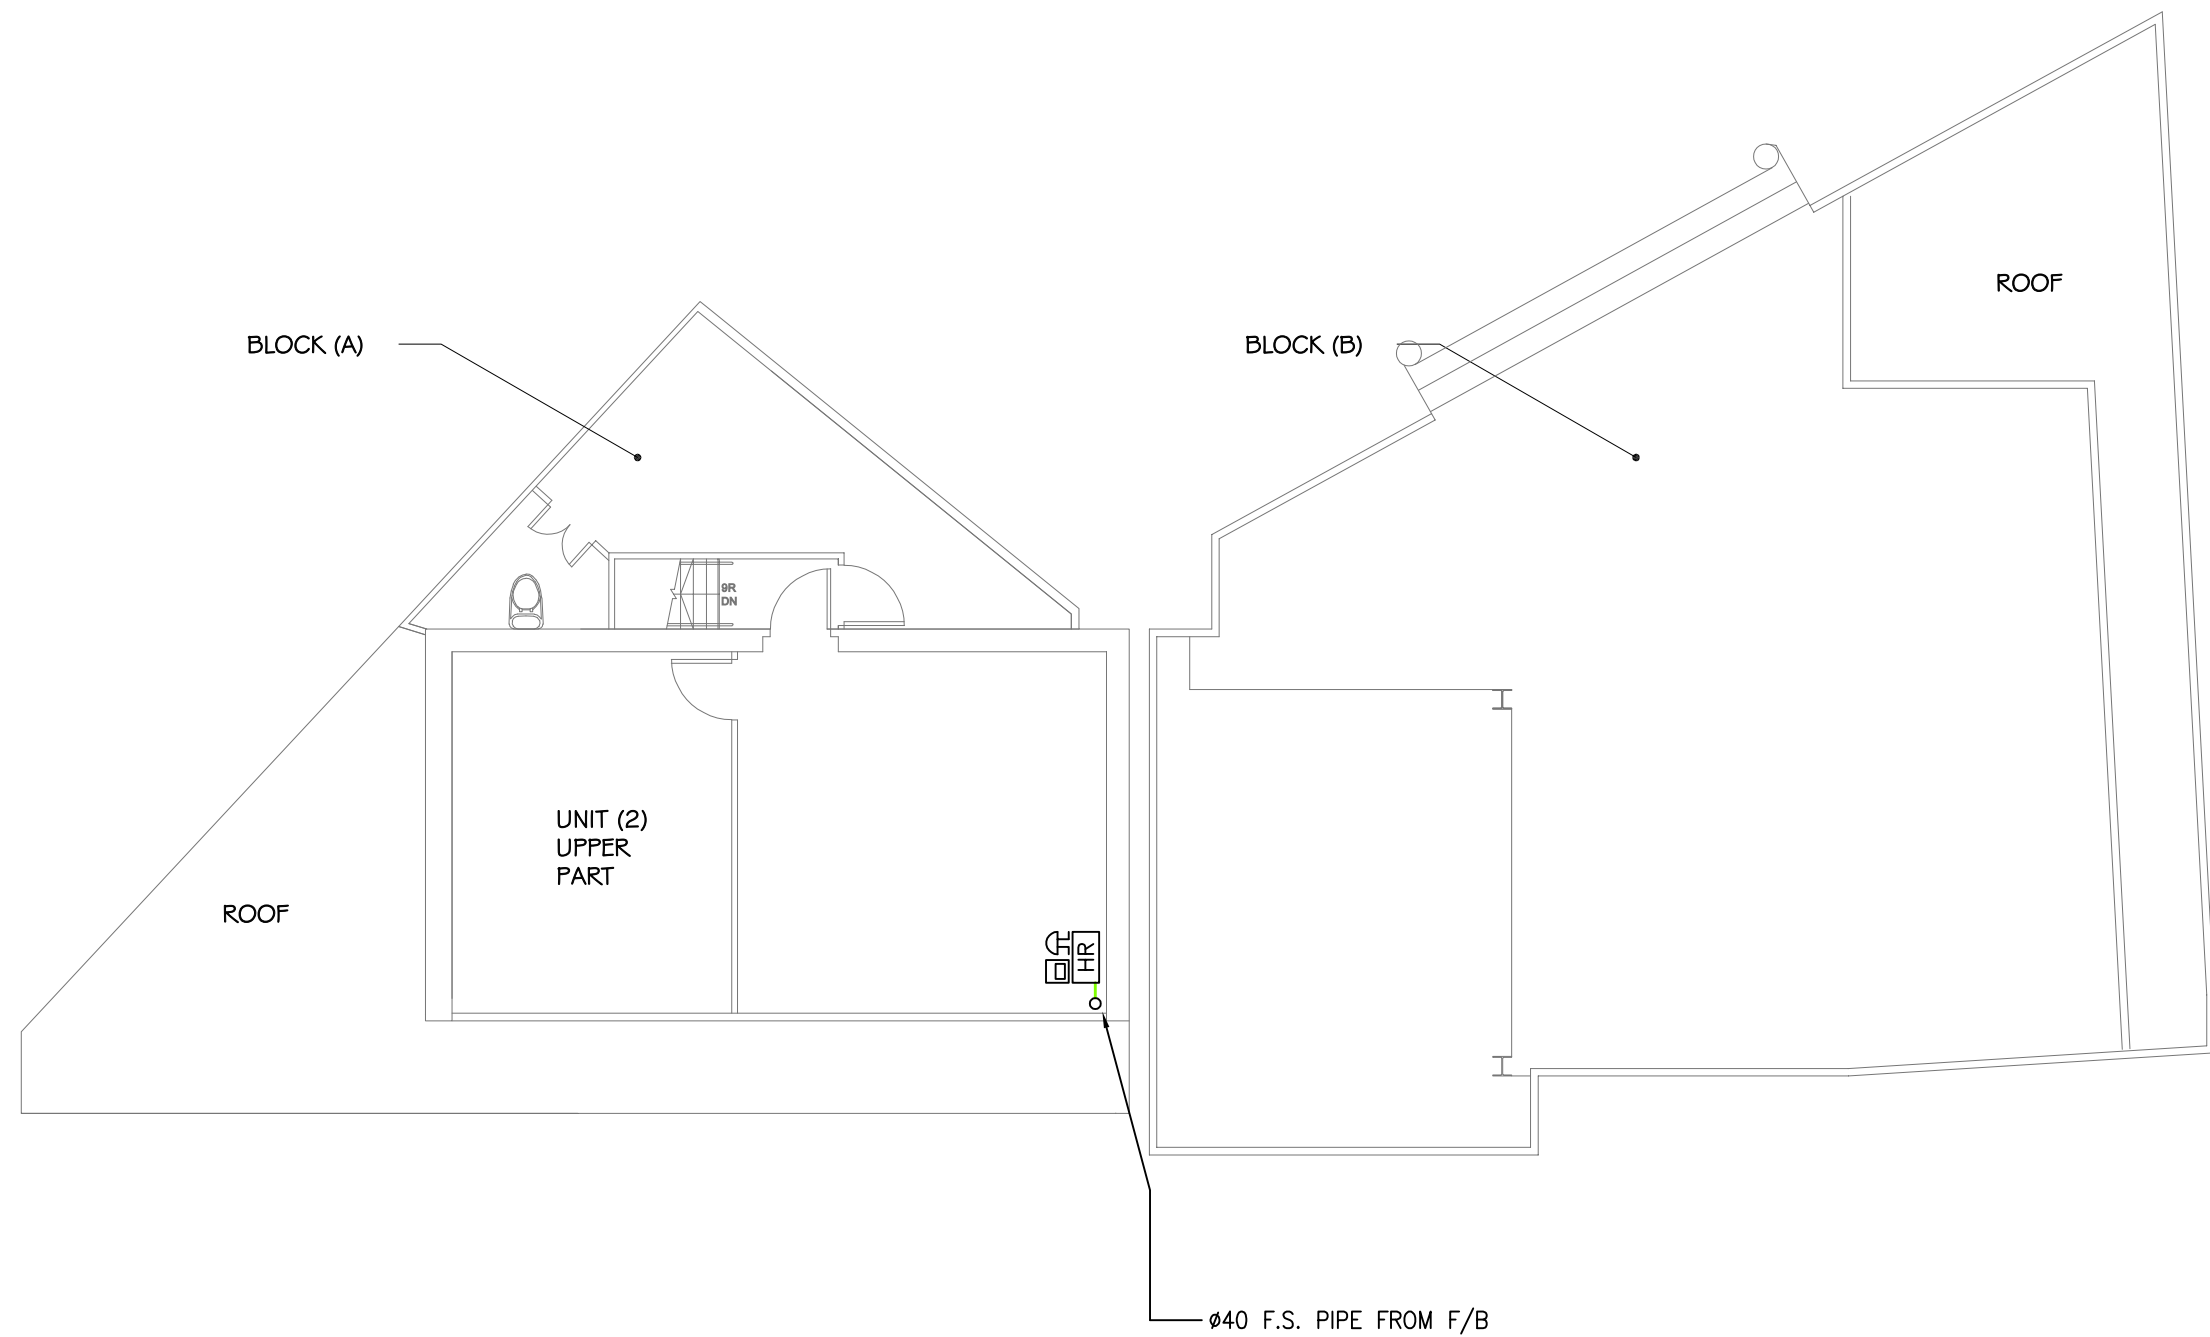 ROOF
BLOCK (A)
BLOCK (B)
9R
DN
UNIT (2)
UPPER
PART
ROOF
HR
ø40 F.S. PIPE FROM F/B